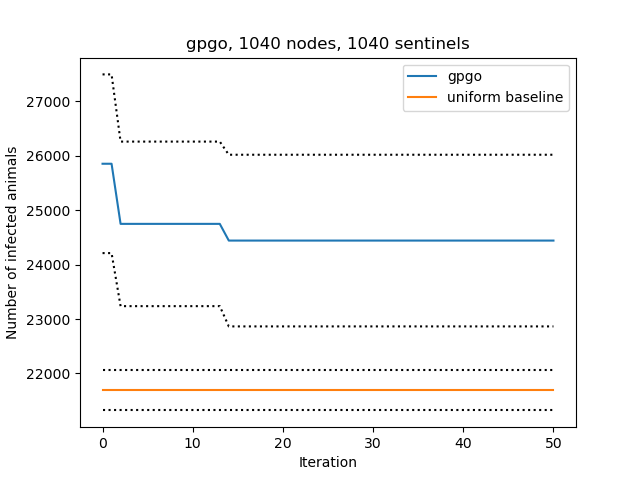 gpgo, 1040 nodes, 1040 sentinels
gpgo
uniform baseline
Number of infected animals
27000
26000
25000
24000
23000
22000
0 10 20 30 40 50
Iteration